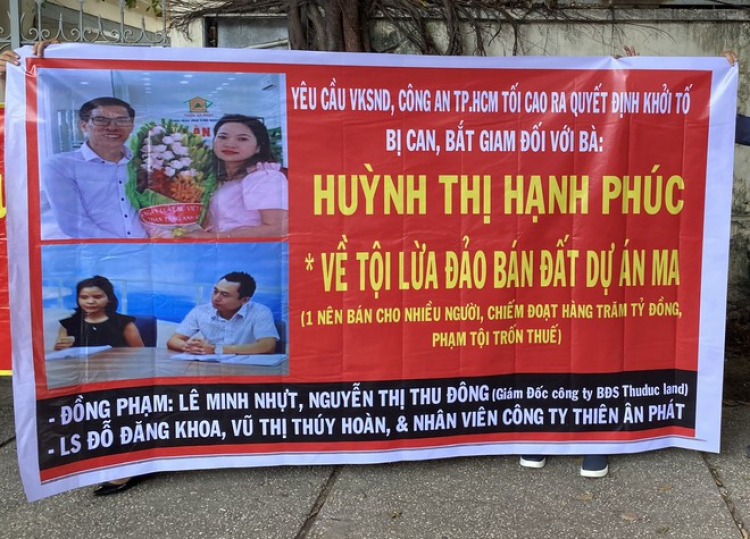 YÊU CẦU VKSND, CÔNG AN TP.HCM TỐI CAO RA QUYẾT ĐỊNH KHỞI TỐ
BỊ CAN, BẮT GIAM ĐỐI VỚI BÀ:
HUỲNH THỊ HẠNH PHÚC
* VỀ TỘI LỪA ĐẢO BÁN ĐẤT DỰ ÁN MA
(1 NÊN BÁN CHO NHIỀU NGƯỜI, CHIẾM ĐOẠT HÀNG TRĂM TỶ ĐỒNG,
PHẠM TỘI TRỐN THUẾ)
- ĐỒNG PHẠM: LÊ MINH NHỰT, NGUYỄN THỊ THU ĐÔNG (Giám Đốc công ty BĐS Thuduc land)
- LS ĐỖ ĐĂNG KHOA, VŨ THỊ THÚY HOÀN, & NHÂN VIÊN CÔNG TY THIÊN ÂN PHÁT